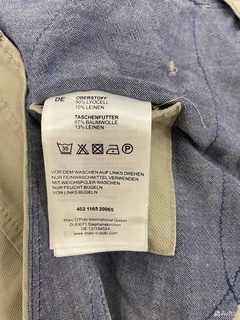 DE
OBERSTOFF
90% LYOCELL
10% LEINEN
TASCHENFUTTER
87% BAUMWOLLE
13% LEINEN
30
P
VOR DEM WASCHEN AUF LINKS DREHEN
NUR FEINWASCHMITTEL VERWENDEN
MIT WEICHSPÜLER WASCHEN
NUR FEUCHT BÜGELN
VON LINKS BÜGELN
Marc O'Polo International GmbH
D-83071 Stephanskirchen
DE 131184524
www.marc-o-polo.com
402 1165 20065
Avito